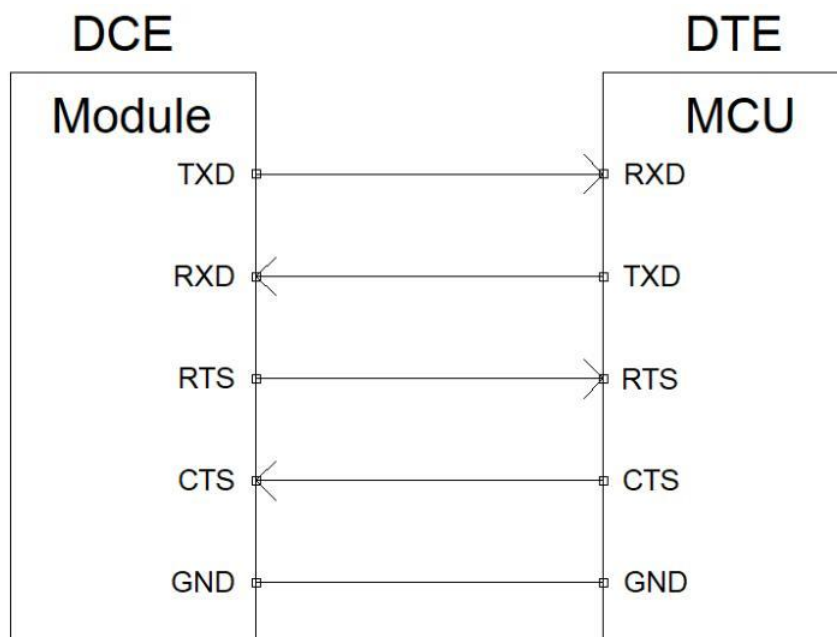 DCE DTE
Module MCU
TXD RXD
RXD TXD
RTS RTS
CTS CTS
GND GND